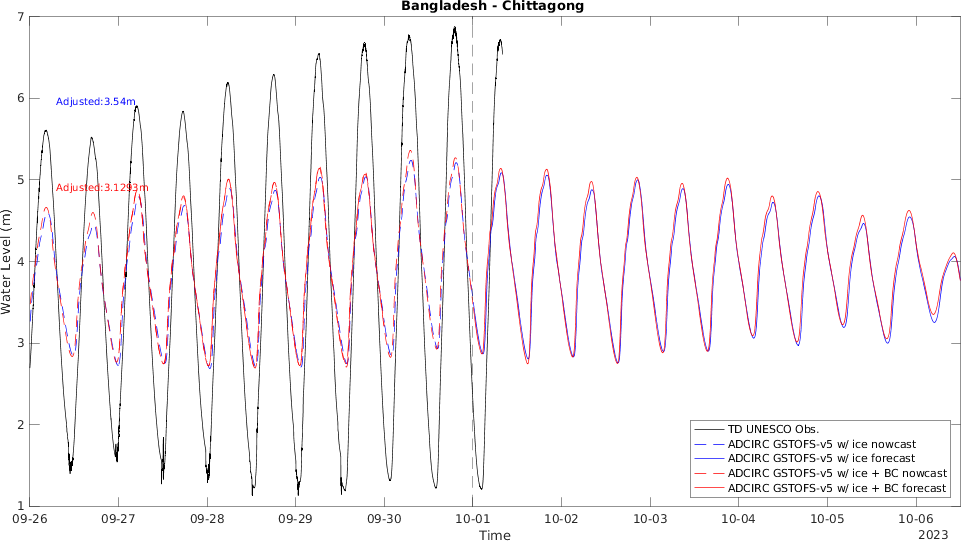 Bangladesh - Chittagong
7
6
5
4
3
2
1
Water Level (m)
Adjusted:3.54m
Adjusted:3.1293m
TD UNESCO Obs.
ADCIRC GSTOFS-v5 w/ ice nowcast
ADCIRC GSTOFS-v5 w/ ice forecast
ADCIRC GSTOFS-v5 w/ ice + BC nowcast
ADCIRC GSTOFS-v5 w/ ice + BC forecast
09-26 09-27 09-28 09-29 09-30 10-01 10-02 10-03 10-04 10-05 10-06
Time
2023